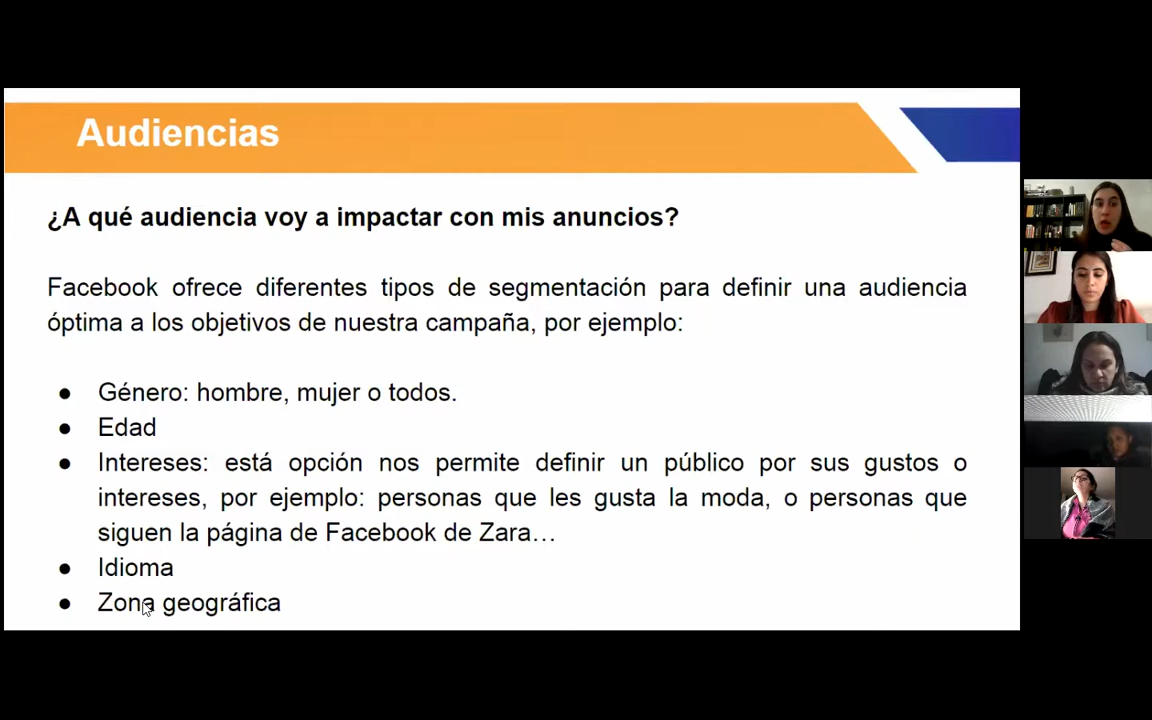 Audiencias
¿A qué audiencia voy a impactar con mis anuncios?
Facebook ofrece diferentes tipos de segmentación para definir una audiencia
óptima a los objetivos de nuestra campaña, por ejemplo:
● Género: hombre, mujer o todos.
● Edad
● Intereses: está opción nos permite definir un público por sus gustos o
intereses, por ejemplo: personas que les gusta la moda, o personas que
siguen la página de Facebook de Zara…
● Idioma
● Zona geográfica